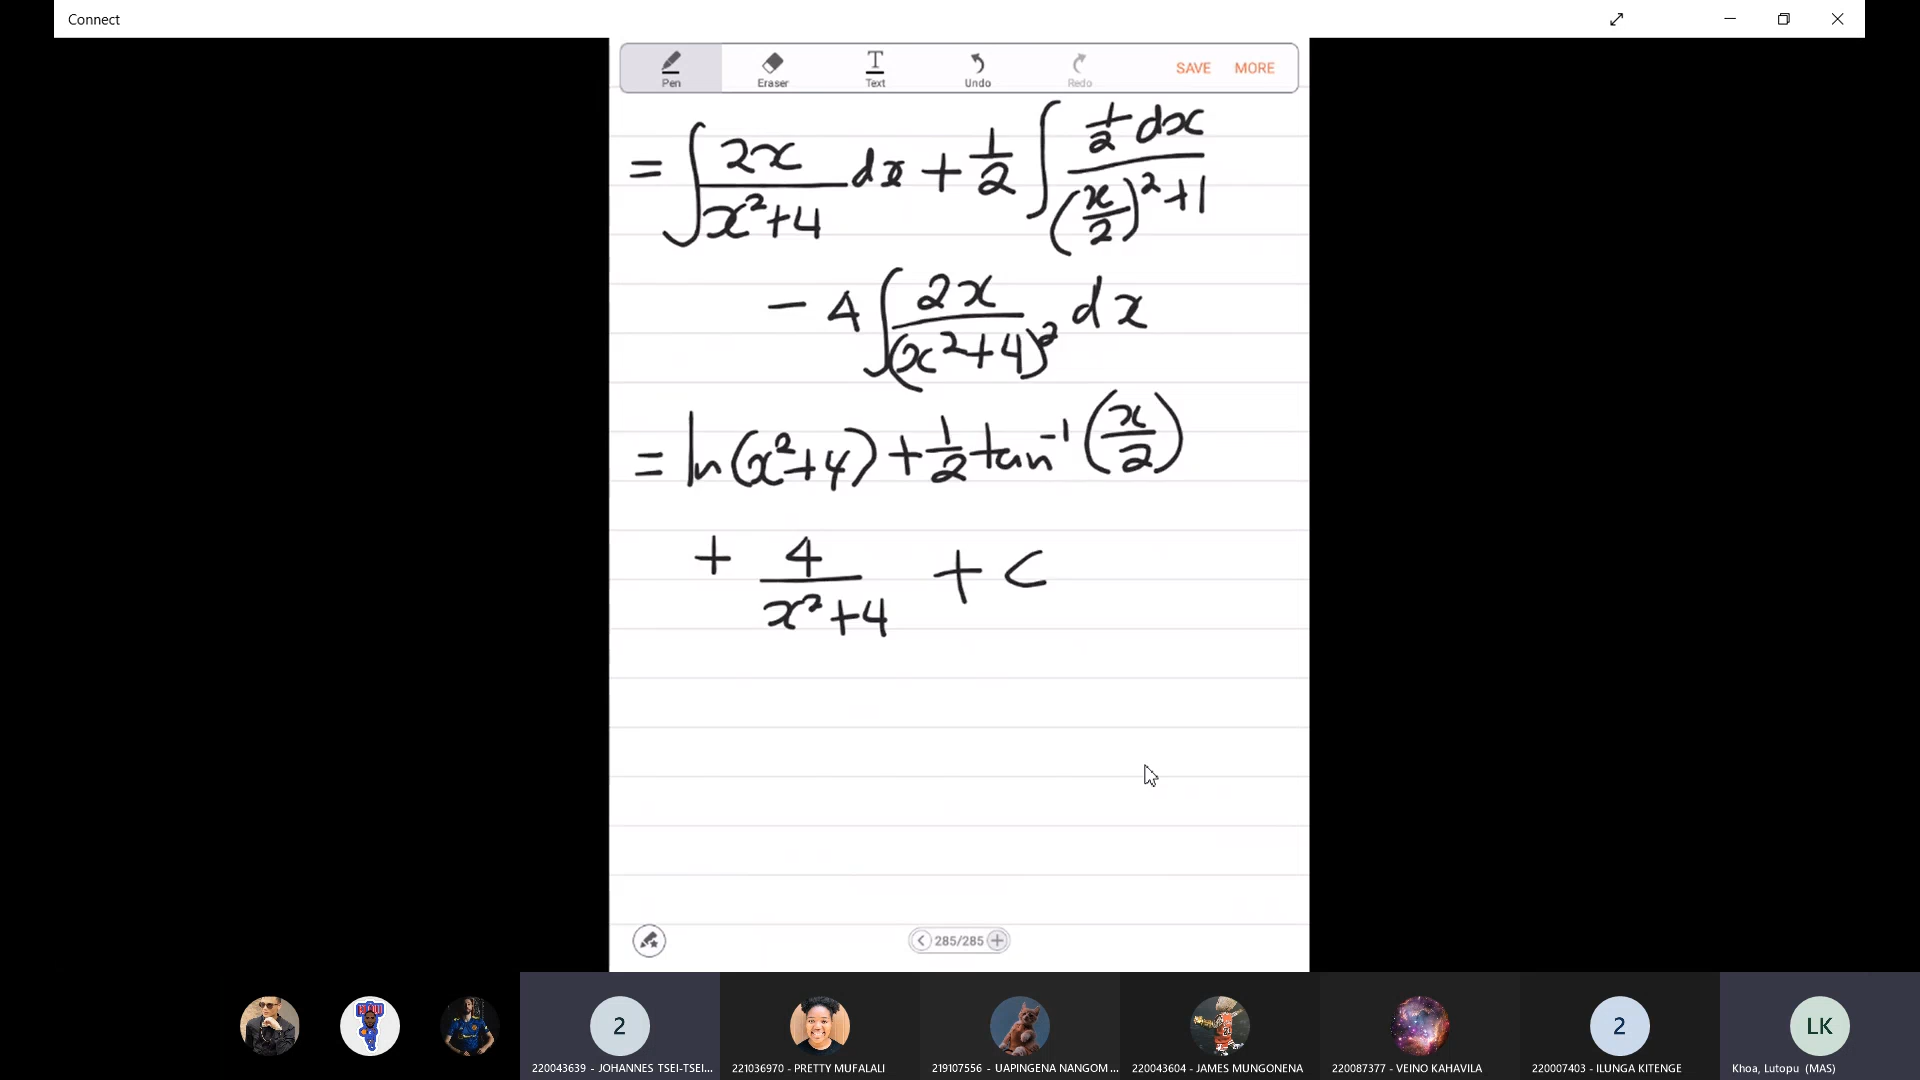 Connect
Pen Eraser Text Undo Redo SAVE MORE
= ∫ 2x/(x²+4) dx + 1/2 ∫ (1/2 dx)/((x/2)²+1)
− 4 ∫ 2x/(x²+4)² dx
= ln(x²+4) + 1/2 tan⁻¹(x/2)
+ 4/(x²+4) + c
285/285
2 2 LK
220043639 - JOHANNES TSEI-TSEI... 221036970 - PRETTY MUFALALI 219107556 - UAPINGENA NANGOM ... 220043604 - JAMES MUNGONENA 220087377 - VEINO KAHAVILA 220007403 - ILUNGA KITENGE Khoa, Lutopu (MAS)